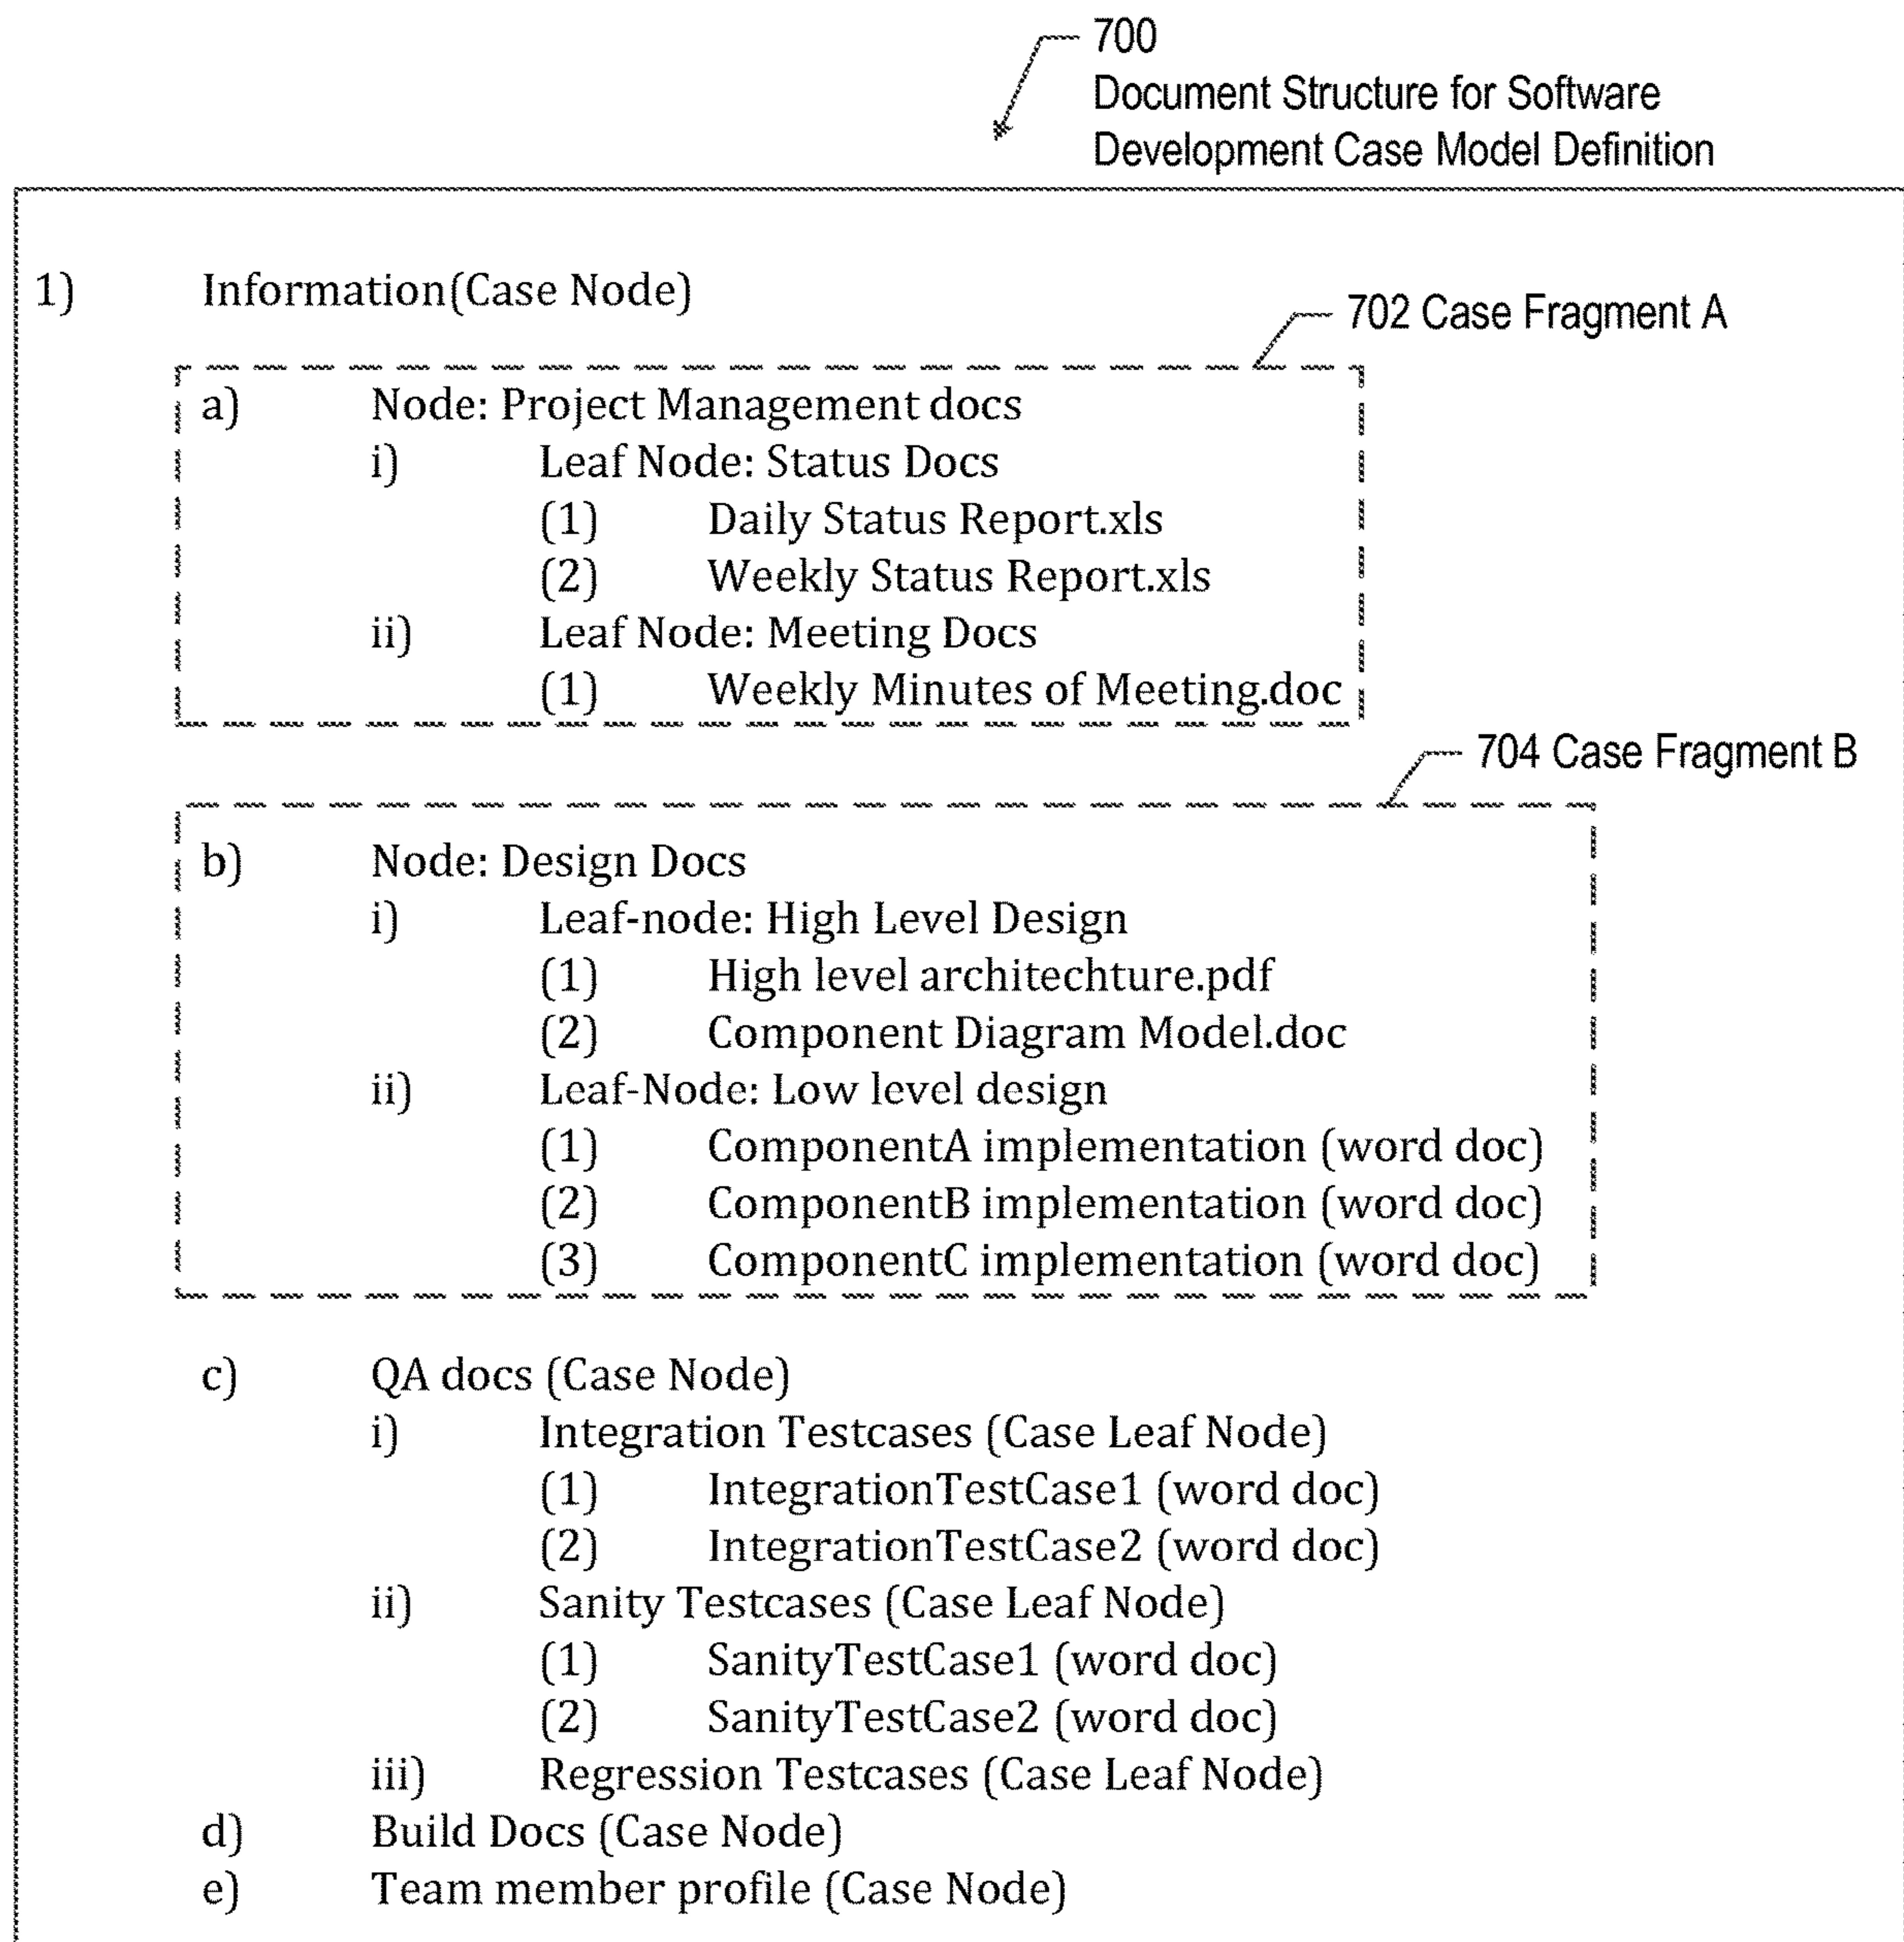 700
Document Structure for Software
Development Case Model Definition
1) Information(Case Node)
702 Case Fragment A
a) Node: Project Management docs
i) Leaf Node: Status Docs
(1) Daily Status Report.xls
(2) Weekly Status Report.xls
ii) Leaf Node: Meeting Docs
(1) Weekly Minutes of Meeting.doc
704 Case Fragment B
b) Node: Design Docs
i) Leaf-node: High Level Design
(1) High level architechture.pdf
(2) Component Diagram Model.doc
ii) Leaf-Node: Low level design
(1) ComponentA implementation (word doc)
(2) ComponentB implementation (word doc)
(3) ComponentC implementation (word doc)
c) QA docs (Case Node)
i) Integration Testcases (Case Leaf Node)
(1) IntegrationTestCase1 (word doc)
(2) IntegrationTestCase2 (word doc)
ii) Sanity Testcases (Case Leaf Node)
(1) SanityTestCase1 (word doc)
(2) SanityTestCase2 (word doc)
iii) Regression Testcases (Case Leaf Node)
d) Build Docs (Case Node)
e) Team member profile (Case Node)